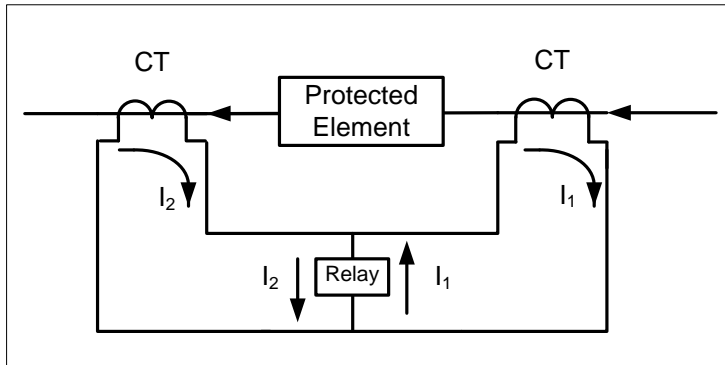 CT
CT
Protected
Element
I₂
I₁
I₂
Relay
I₁